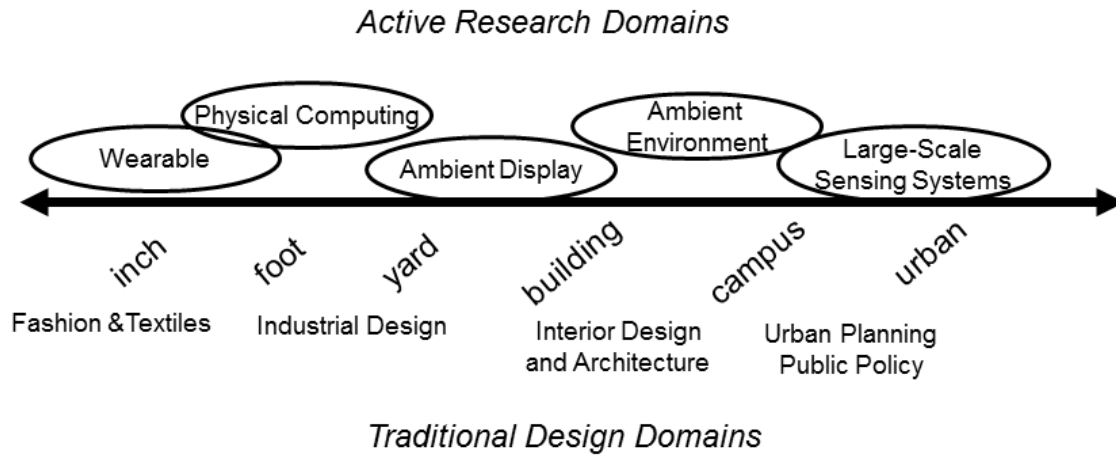 Active Research Domains
Physical Computing
Ambient
Environment
Wearable
Ambient Display
Large-Scale
Sensing Systems
inch
foot
yard
building
campus
urban
Fashion &Textiles
Industrial Design
Interior Design
and Architecture
Urban Planning
Public Policy
Traditional Design Domains